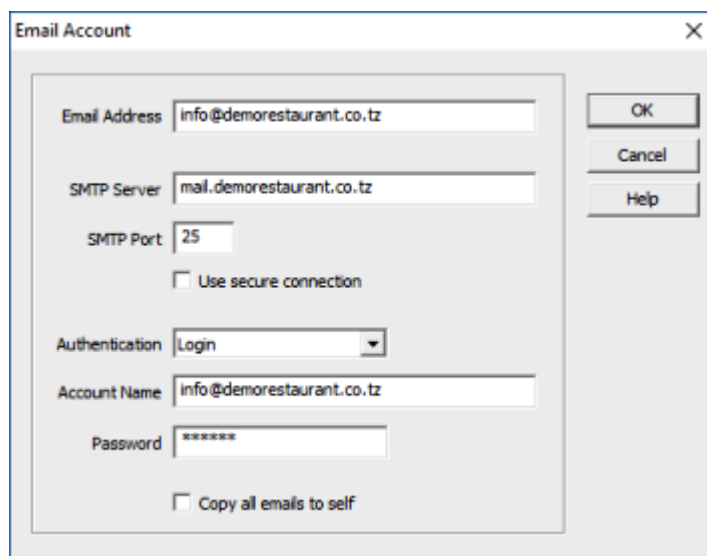 Email Account
Email Address info@demorestaurant.co.tz
OK
Cancel
SMTP Server mail.demorestaurant.co.tz
Help
SMTP Port 25
Use secure connection
Authentication Login
Account Name info@demorestaurant.co.tz
Password ******
Copy all emails to self